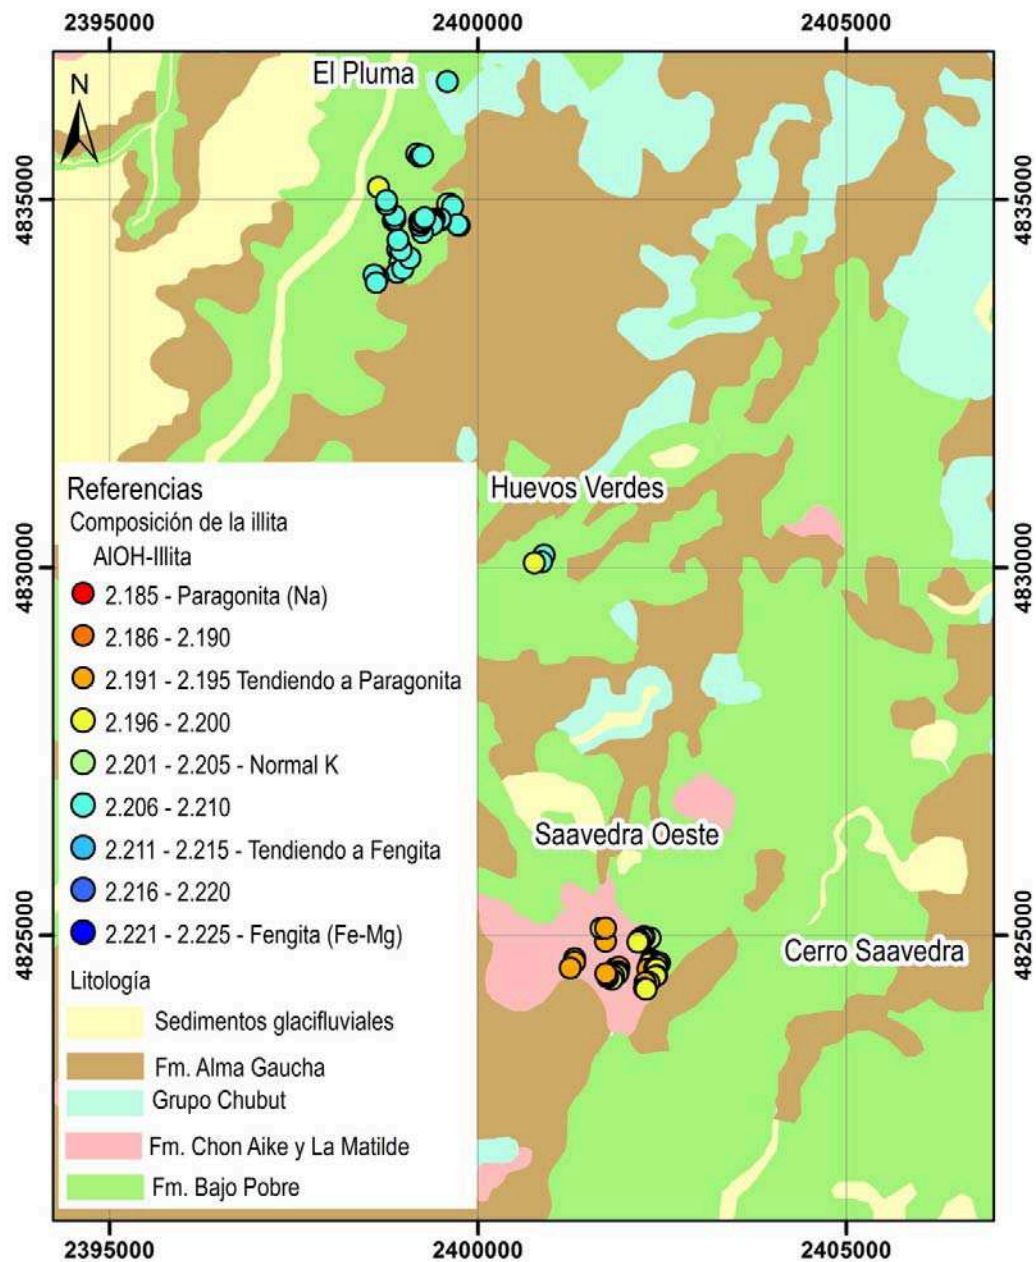 2395000 2400000 2405000
El Pluma
N
4835000 4835000
Huevos Verdes
Referencias
Composición de la illita
AlOH-Illita
4830000 4830000
2.185 - Paragonita (Na)
2.186 - 2.190
2.191 - 2.195 Tendiendo a Paragonita
2.196 - 2.200
2.201 - 2.205 - Normal K
2.206 - 2.210
Saavedra Oeste
2.211 - 2.215 - Tendiendo a Fengita
2.216 - 2.220
2.221 - 2.225 - Fengita (Fe-Mg)
4825000 4825000
Cerro Saavedra
Litología
Sedimentos glacifluviales
Fm. Alma Gaucha
Grupo Chubut
Fm. Chon Aike y La Matilde
Fm. Bajo Pobre
2395000 2400000 2405000